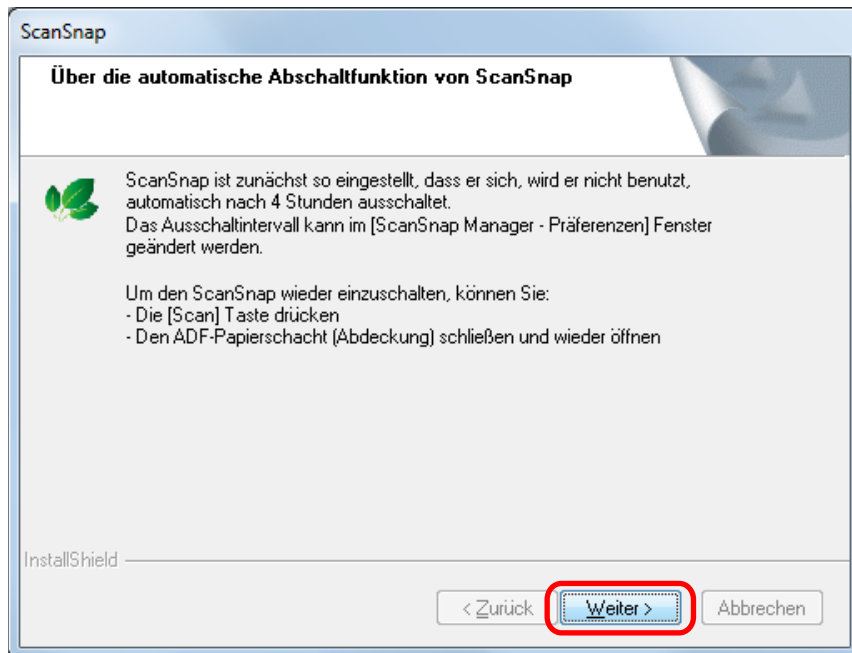 ScanSnap
Über die automatische Abschaltfunktion von ScanSnap
ScanSnap ist zunächst so eingestellt, dass er sich, wird er nicht benutzt,
automatisch nach 4 Stunden ausschaltet.
Das Ausschaltintervall kann im [ScanSnap Manager - Präferenzen] Fenster
geändert werden.
Um den ScanSnap wieder einzuschalten, können Sie:
- Die [Scan] Taste drücken
- Den ADF-Papierschacht (Abdeckung) schließen und wieder öffnen
InstallShield
< Zurück Weiter > Abbrechen